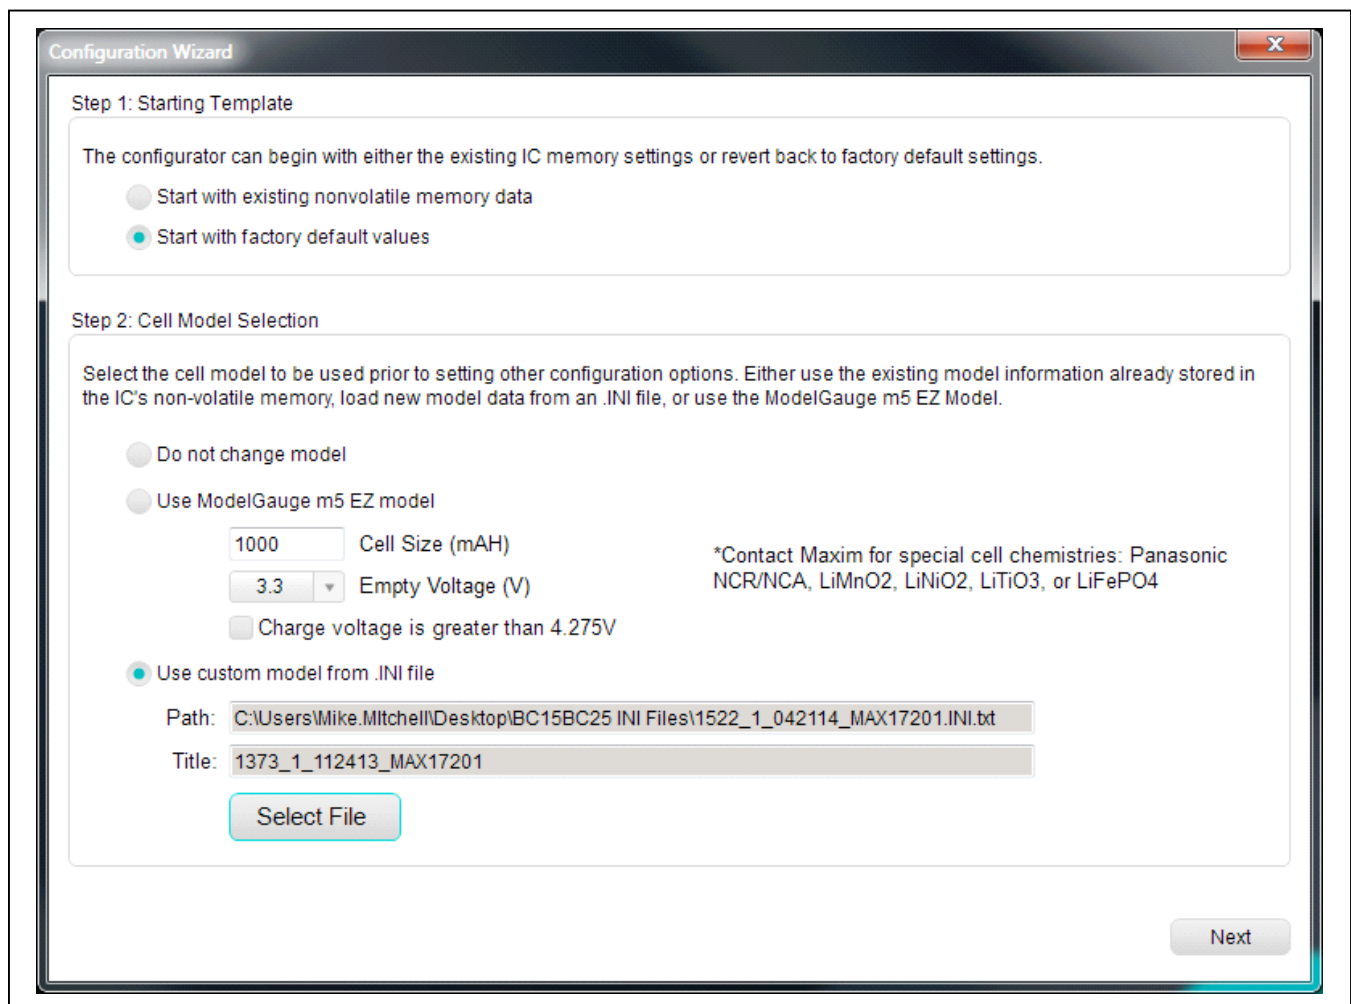 Configuration Wizard
X
Step 1: Starting Template
The configurator can begin with either the existing IC memory settings or revert back to factory default settings.
Start with existing nonvolatile memory data
Start with factory default values
Step 2: Cell Model Selection
Select the cell model to be used prior to setting other configuration options. Either use the existing model information already stored in
the IC's non-volatile memory, load new model data from an .INI file, or use the ModelGauge m5 EZ Model.
Do not change model
Use ModelGauge m5 EZ model
1000 Cell Size (mAH)
*Contact Maxim for special cell chemistries: Panasonic
NCR/NCA, LiMnO2, LiNiO2, LiTiO3, or LiFePO4
3.3 Empty Voltage (V)
Charge voltage is greater than 4.275V
Use custom model from .INI file
Path: C:\Users\Mike.MItchell\Desktop\BC15BC25 INI Files\1522_1_042114_MAX17201.INI.txt
Title: 1373_1_112413_MAX17201
Select File
Next